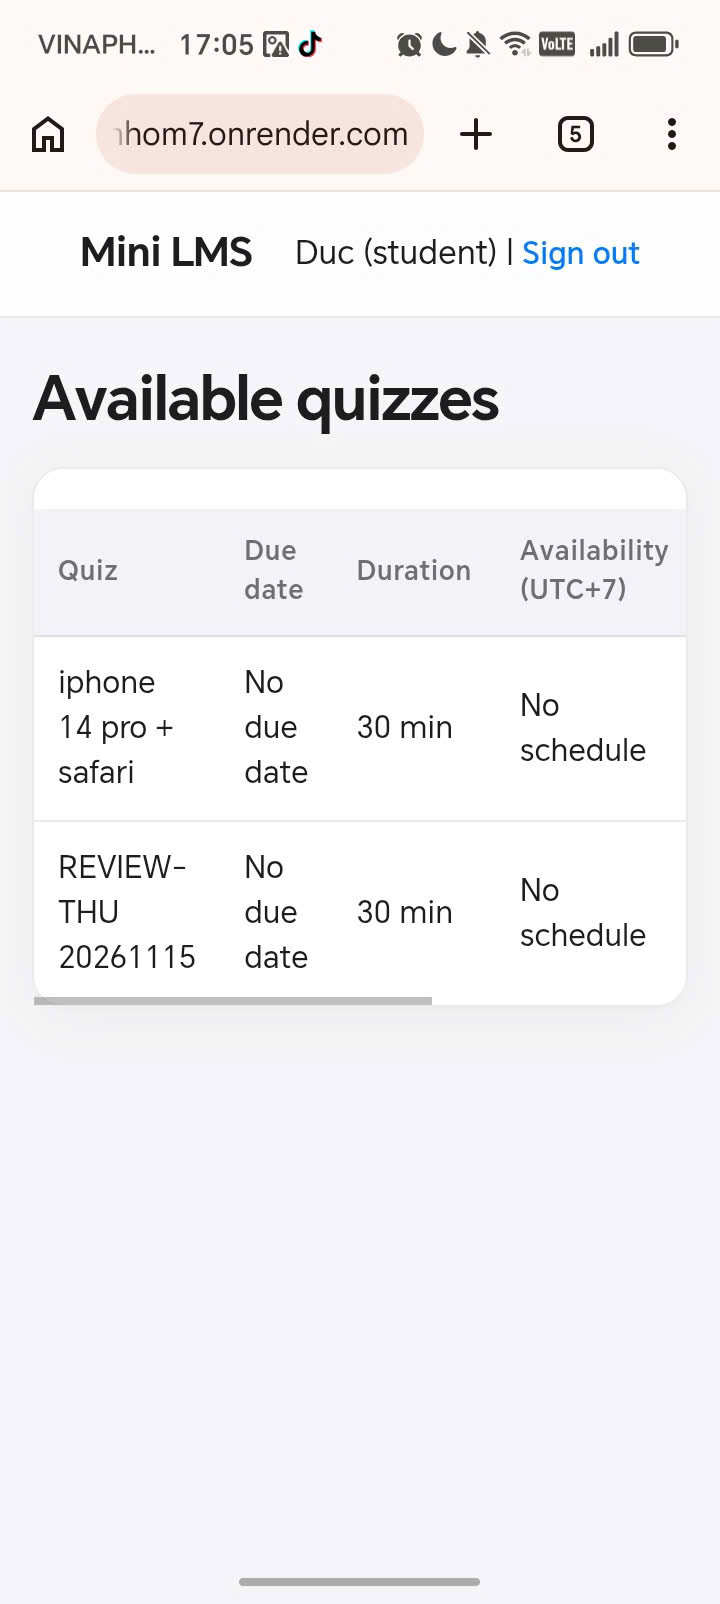 VINAPH... 17:05 VoLTE
hom7.onrender.com 5
Mini LMS Duc (student) | Sign out
Available quizzes
Quiz Due date Duration Availability (UTC+7)
iphone 14 pro + safari No due date 30 min No schedule
REVIEW-THU 20261115 No due date 30 min No schedule